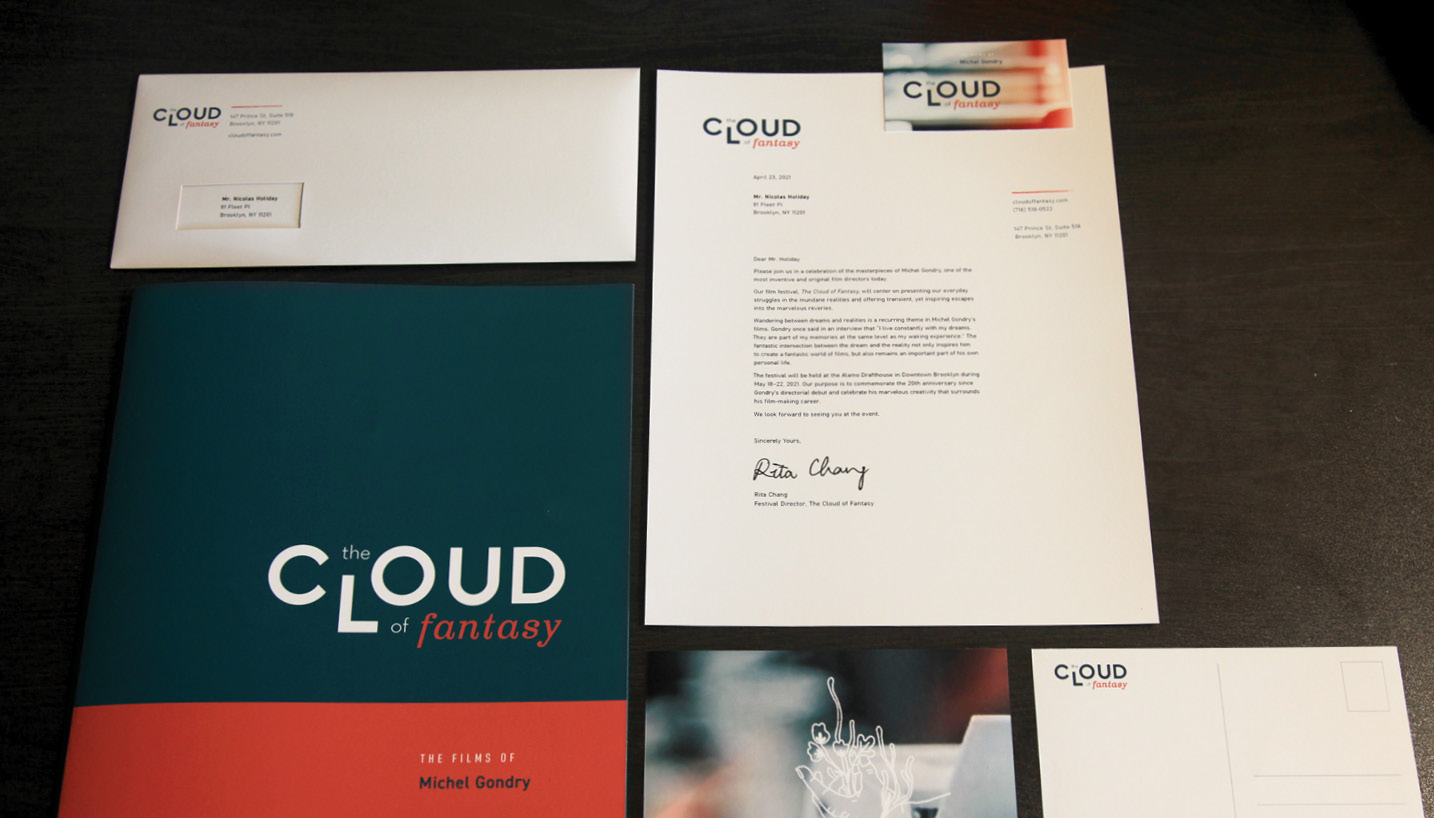 the
CLOUD
of fantasy
147 Prince St, Suite 518
Brooklyn, NY 11201
cloudoffantasy.com
Mr. Nicolas Holiday
81 Fleet Pl
Brooklyn, NY 11201
the
CLOUD
of fantasy
THE FILMS OF
Michel Gondry
Michel Gondry
CLOUD
of fantasy
the
CLOUD
of fantasy
April 23, 2021
Mr. Nicolas Holiday
81 Fleet Pl
Brooklyn, NY 11201
cloudoffantasy.com
(718) 518-0522
147 Prince St, Suite 518
Brooklyn, NY 11201
Dear Mr. Holiday
Please join us in a celebration of the masterpieces of Michel Gondry, one of the
most inventive and original film directors today.
Our film festival, The Cloud of Fantasy, will center on presenting our everyday
struggles in the mundane realities and offering transient, yet inspiring escapes
into the marvelous reveries.
Wandering between dreams and realities is a recurring theme in Michel Gondry's
films. Gondry once said in an interview that "I live constantly with my dreams.
They are part of my memories at the same level as my waking experience." The
fantastic intersection between the dream and the reality not only inspires him
to create a fantastic world of films, but also remains an important part of his own
personal life.
The festival will be held at the Alamo Drafthouse in Downtown Brooklyn during
May 18-22, 2021. Our purpose is to commemorate the 20th anniversary since
Gondry's directorial debut and celebrate his marvelous creativity that surrounds
his film-making career.
We look forward to seeing you at the event.
Sincerely Yours,
Rita Chang
Rita Chang
Festival Director, The Cloud of Fantasy
the
CLOUD
of fantasy